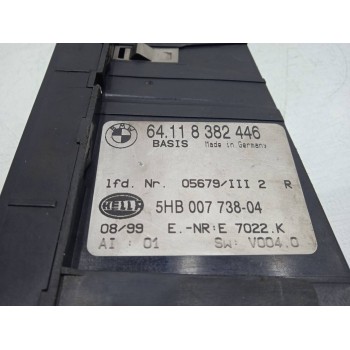 BMW 64.11 8 382 446
BASIS Made in Germany
lfd. Nr. 05679/III 2 R
HELLA 5HB 007 738-04
08/99 E.-NR:E 7022.K
AI : 01 SW: V004.0